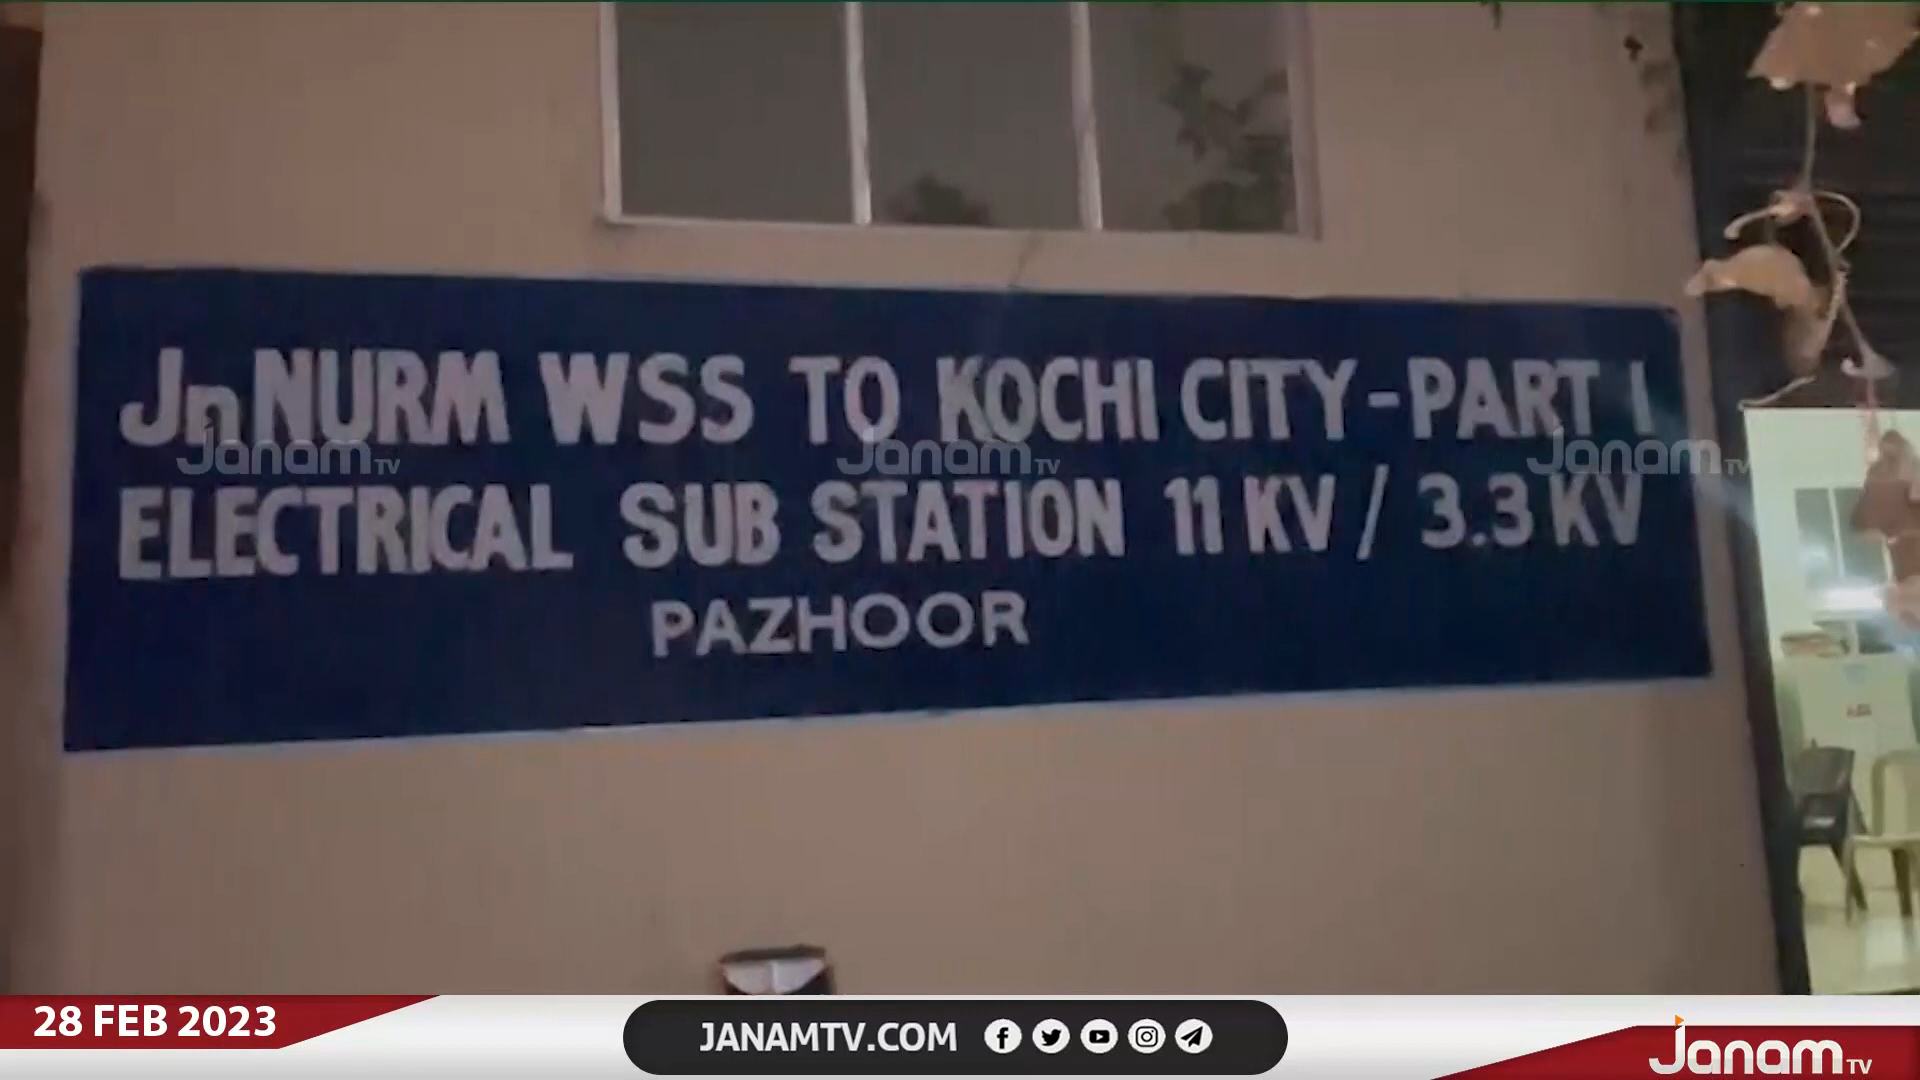 JnNURM WSS TO KOCHI CITY - PART I
Janam TV Janam TV Janam TV
ELECTRICAL SUB STATION 11 KV / 3.3 KV
PAZHOOR
28 FEB 2023
JANAMTV.COM
Janam TV